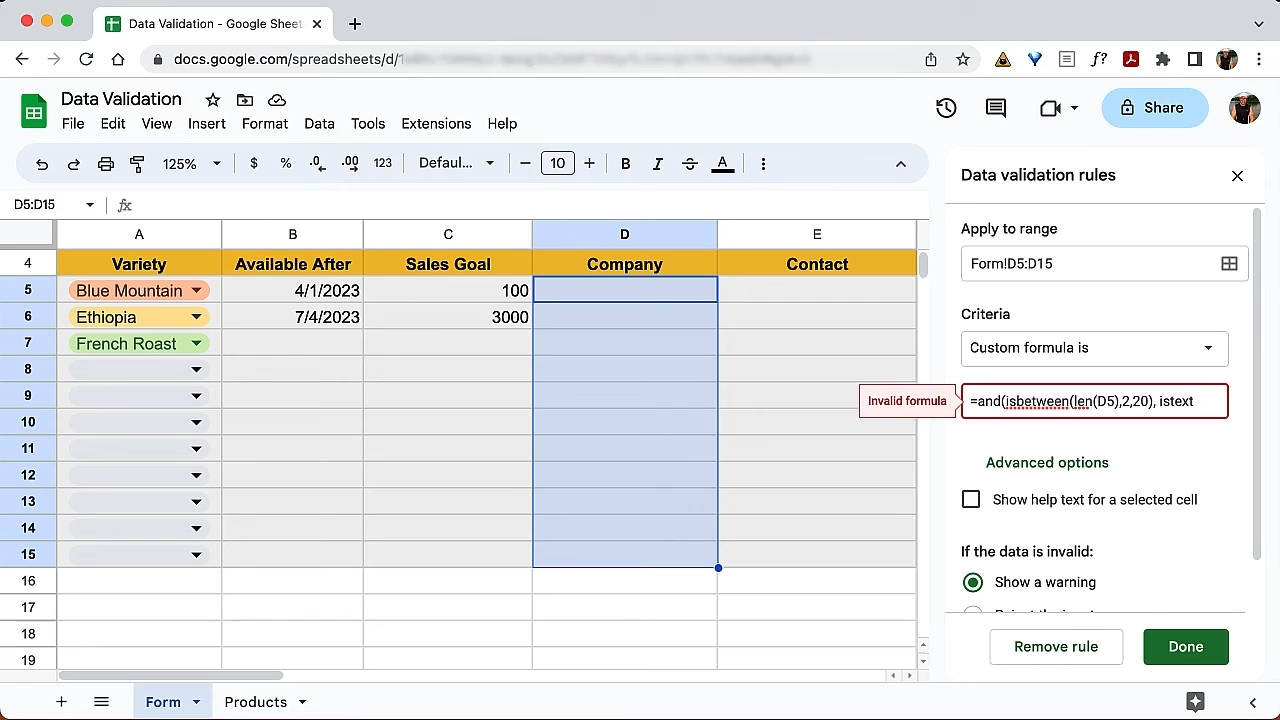 Data Validation - Google Sheet
docs.google.com/spreadsheets/d/1
Data Validation
File Edit View Insert Format Data Tools Extensions Help
Share
125% $ % .0 .00 123 Defaul... 10 B I A
D5:D15 fx
A B C D E
4 Variety Available After Sales Goal Company Contact
5 Blue Mountain 4/1/2023 100
6 Ethiopia 7/4/2023 3000
7 French Roast
8
9
10
11
12
13
14
15
16
17
18
19
Form Products
Data validation rules
Apply to range
Form!D5:D15
Criteria
Custom formula is
Invalid formula
=and(isbetween(len(D5),2,20), istext
Advanced options
Show help text for a selected cell
If the data is invalid:
Show a warning
Remove rule Done